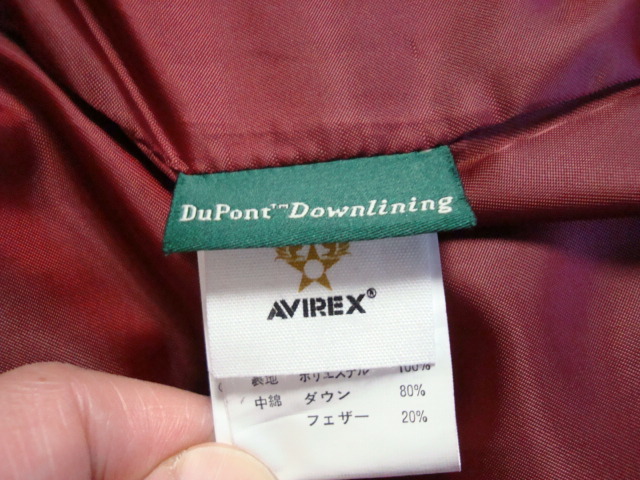 DuPont™ Downlining
AVIREX®
裏地 ポリエステル 100%
中綿 ダウン 80%
フェザー 20%